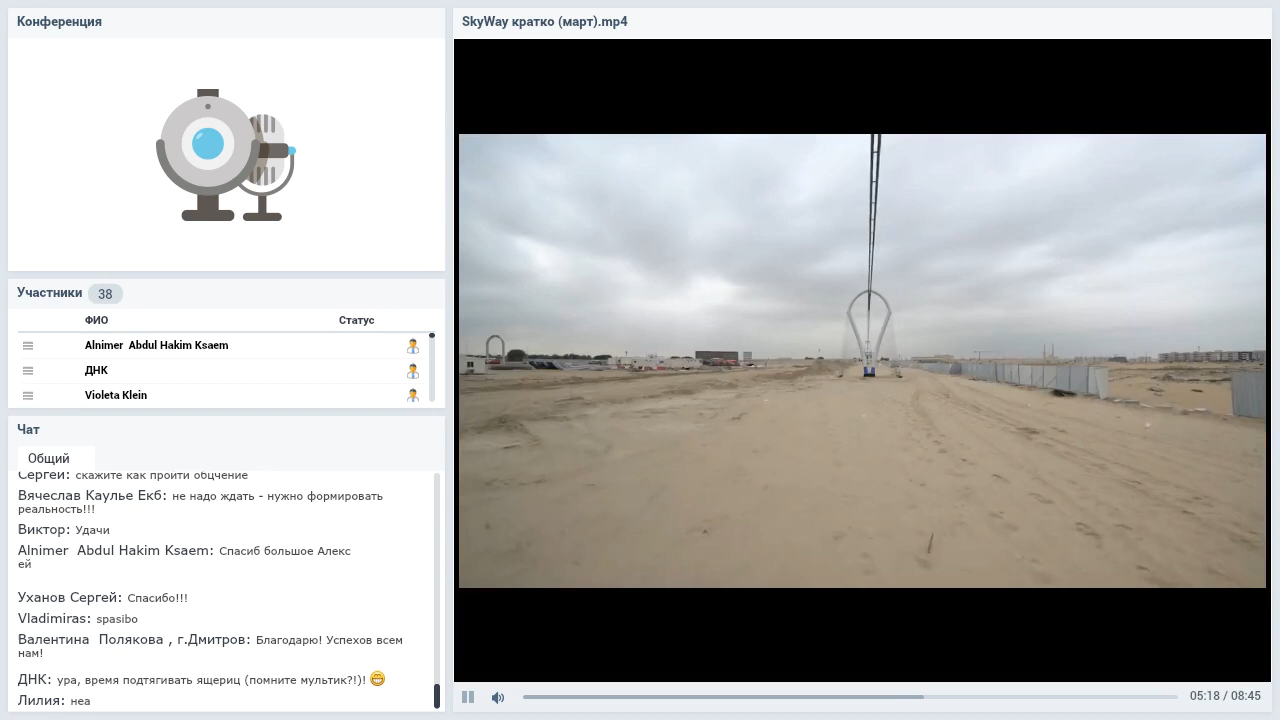 Конференция
SkyWay кратко (март).mp4
Участники 38
ФИО Статус
Alnimer Abdul Hakim Ksaem
ДНК
Violeta Klein
Чат
Общий
Сергей: скажите как пройти обцчение
Вячеслав Каулье Екб: не надо ждать - нужно формировать
реальность!!!
Виктор: Удачи
Alnimer Abdul Hakim Ksaem: Спасиб большое Алекс
ей
Уханов Сергей: Спасибо!!!
Vladimiras: spasibo
Валентина Полякова , г.Дмитров: Благодарю! Успехов всем
нам!
ДНК: ура, время подтягивать ящериц (помните мультик?!)!
Лилия: неа
05:18 / 08:45